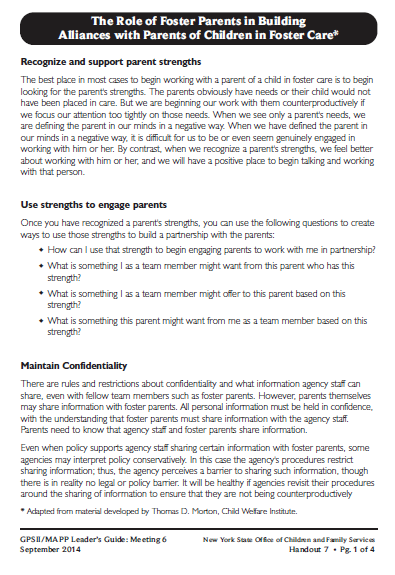 The Role of Foster Parents in Building
Alliances with Parents of Children in Foster Care*
Recognize and support parent strengths
The best place in most cases to begin working with a parent of a child in foster care is to begin
looking for the parent's strengths. The parents obviously have needs or their child would not
have been placed in care. But we are beginning our work with them counterproductively if
we focus our attention too tightly on those needs. When we see only a parent's needs, we
are defining the parent in our minds in a negative way. When we have defined the parent in
our minds in a negative way, it is difficult for us to be or even seem genuinely engaged in
working with him or her. By contrast, when we recognize a parent's strengths, we feel better
about working with him or her, and we will have a positive place to begin talking and working
with that person.
Use strengths to engage parents
Once you have recognized a parent's strengths, you can use the following questions to create
ways to use those strengths to build a partnership with the parents:
✦ How can I use that strength to begin engaging parents to work with me in partnership?
✦ What is something I as a team member might want from this parent who has this
strength?
✦ What is something I as a team member might offer to this parent based on this
strength?
✦ What is something this parent might want from me as a team member based on this
strength?
Maintain Confidentiality
There are rules and restrictions about confidentiality and what information agency staff can
share, even with fellow team members such as foster parents. However, parents themselves
may share information with foster parents. All personal information must be held in confidence,
with the understanding that foster parents must share information with the agency staff.
Parents need to know that agency staff and foster parents share information.
Even when policy supports agency staff sharing certain information with foster parents, some
agencies may interpret policy conservatively. In this case the agency's procedures restrict
sharing information; thus, the agency perceives a barrier to sharing such information, though
there is in reality no legal or policy barrier. It will be healthy if agencies revisit their procedures
around the sharing of information to ensure that they are not being counterproductively
* Adapted from material developed by Thomas D. Morton, Child Welfare Institute.
GPSII/MAPP Leader's Guide: Meeting 6
September 2014
New York State Office of Children and Family Services
Handout 7 • Pg. 1 of 4